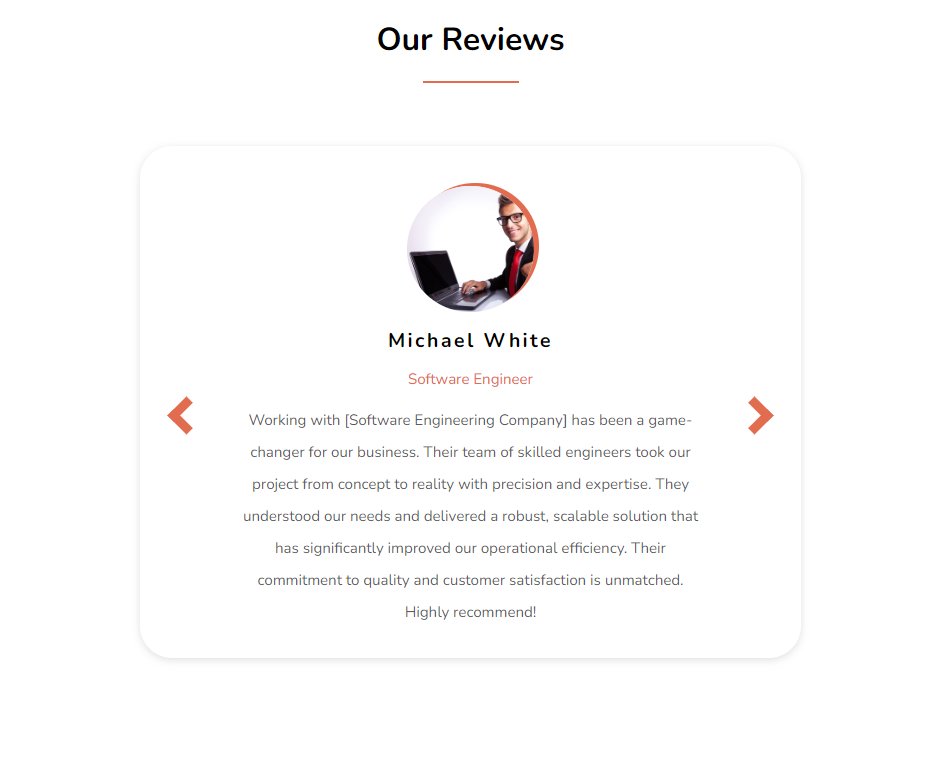 Our Reviews
Michael White
Software Engineer
Working with [Software Engineering Company] has been a game-
changer for our business. Their team of skilled engineers took our
project from concept to reality with precision and expertise. They
understood our needs and delivered a robust, scalable solution that
has significantly improved our operational efficiency. Their
commitment to quality and customer satisfaction is unmatched.
Highly recommend!